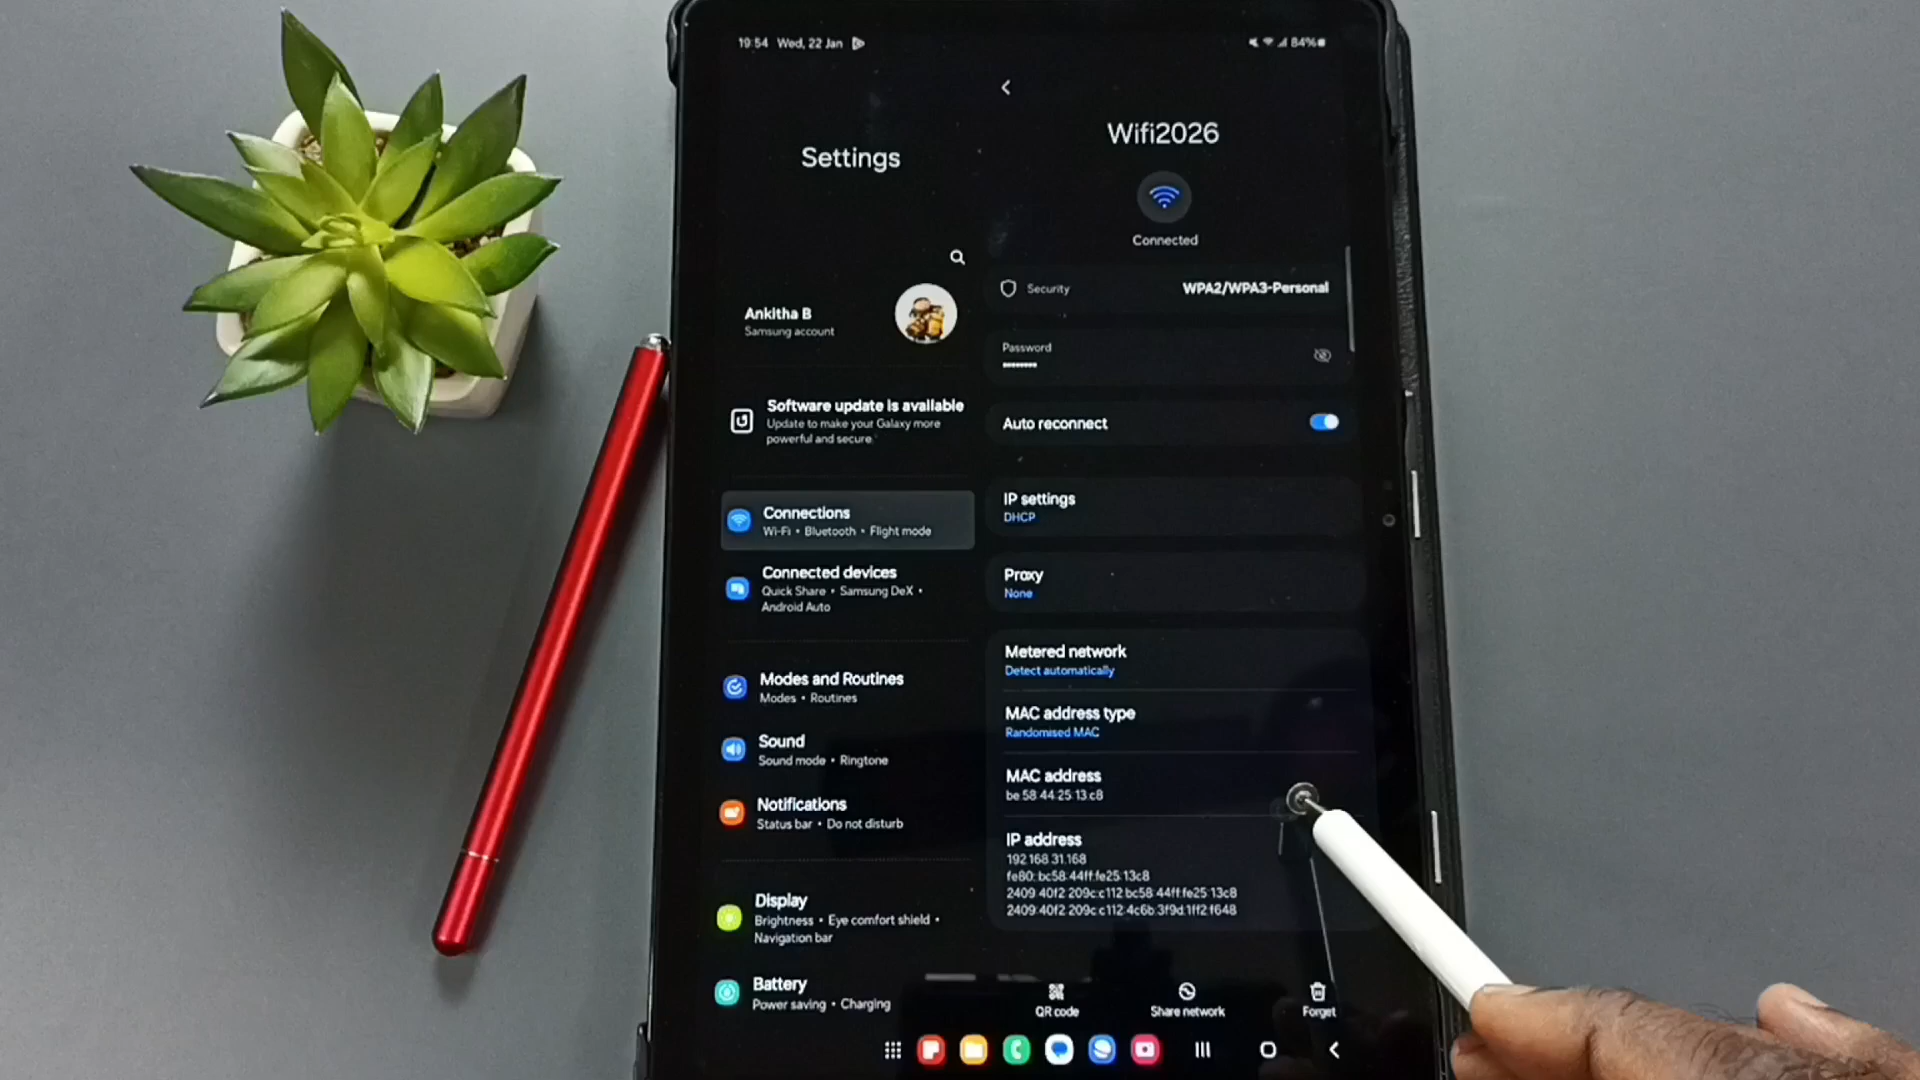 19:54 Wed, 22 Jan
84%
Settings
Ankitha B
Samsung account
Software update is available
Update to make your Galaxy more
powerful and secure.
Connections
Wi-Fi • Bluetooth • Flight mode
Connected devices
Quick Share • Samsung DeX •
Android Auto
Modes and Routines
Modes • Routines
Sound
Sound mode • Ringtone
Notifications
Status bar • Do not disturb
Display
Brightness • Eye comfort shield •
Navigation bar
Battery
Power saving • Charging
Wifi2026
Connected
Security
WPA2/WPA3-Personal
Password
••••••••
Auto reconnect
IP settings
DHCP
Proxy
None
Metered network
Detect automatically
MAC address type
Randomised MAC
MAC address
be:58:44:25:13:c8
IP address
192.168.31.168
fe80::bc58:44ff:fe25:13c8
2409:40f2:209c:c112:bc58:44ff:fe25:13c8
2409:40f2:209c:c112:4c6b:3f9d:1ff2:f648
QR code
Share network
Forget